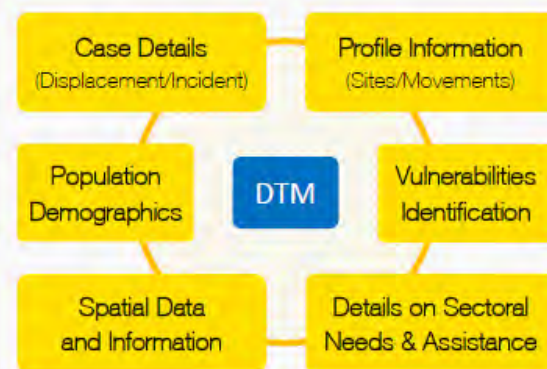 Case Details
(Displacement/Incident)
Profile Information
(Sites/Movements)
Population
Demographics
DTM
Vulnerabilities
Identification
Spatial Data
and Information
Details on Sectoral
Needs & Assistance